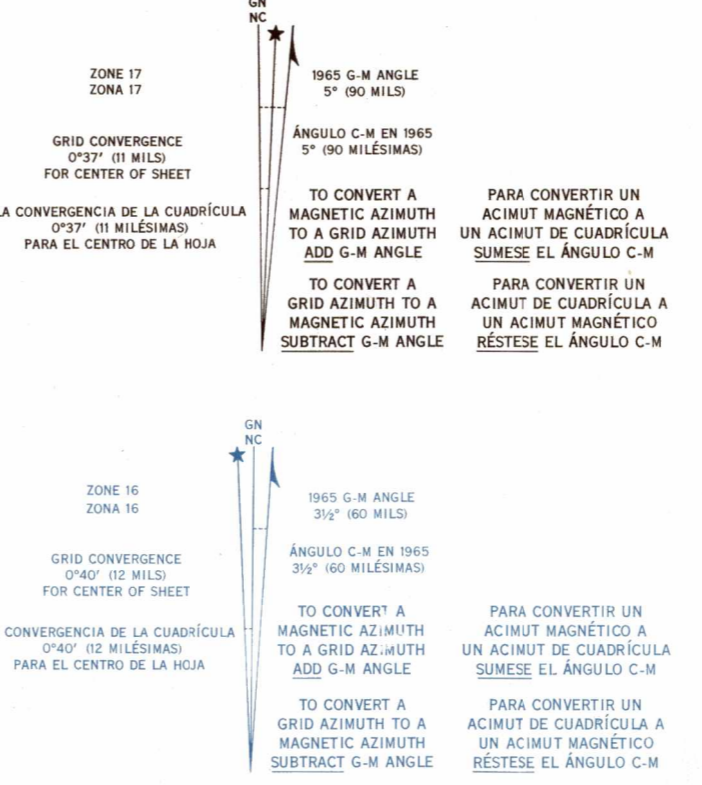 GN
NC
ZONE 17
ZONA 17
1965 G-M ANGLE
5° (90 MILS)
GRID CONVERGENCE
0°37′ (11 MILS)
FOR CENTER OF SHEET
ÁNGULO C-M EN 1965
5° (90 MILÉSIMAS)
LA CONVERGENCIA DE LA CUADRÍCULA
0°37′ (11 MILÉSIMAS)
PARA EL CENTRO DE LA HOJA
TO CONVERT A
MAGNETIC AZIMUTH
TO A GRID AZIMUTH
ADD G-M ANGLE
PARA CONVERTIR UN
ACIMUT MAGNÉTICO A
UN ACIMUT DE CUADRÍCULA
SUMESE EL ÁNGULO C-M
TO CONVERT A
GRID AZIMUTH TO A
MAGNETIC AZIMUTH
SUBTRACT G-M ANGLE
PARA CONVERTIR UN
ACIMUT DE CUADRÍCULA A
UN ACIMUT MAGNÉTICO
RÉSTESE EL ÁNGULO C-M
GN
NC
ZONE 16
ZONA 16
1965 G-M ANGLE
3½° (60 MILS)
GRID CONVERGENCE
0°40′ (12 MILS)
FOR CENTER OF SHEET
ÁNGULO C-M EN 1965
3½° (60 MILÉSIMAS)
CONVERGENCIA DE LA CUADRÍCULA
0°40′ (12 MILÉSIMAS)
PARA EL CENTRO DE LA HOJA
TO CONVERT A
MAGNETIC AZIMUTH
TO A GRID AZIMUTH
ADD G-M ANGLE
PARA CONVERTIR UN
ACIMUT MAGNÉTICO A
UN ACIMUT DE CUADRÍCULA
SUMESE EL ÁNGULO C-M
TO CONVERT A
GRID AZIMUTH TO A
MAGNETIC AZIMUTH
SUBTRACT G-M ANGLE
PARA CONVERTIR UN
ACIMUT DE CUADRÍCULA A
UN ACIMUT MAGNÉTICO
RÉSTESE EL ÁNGULO C-M